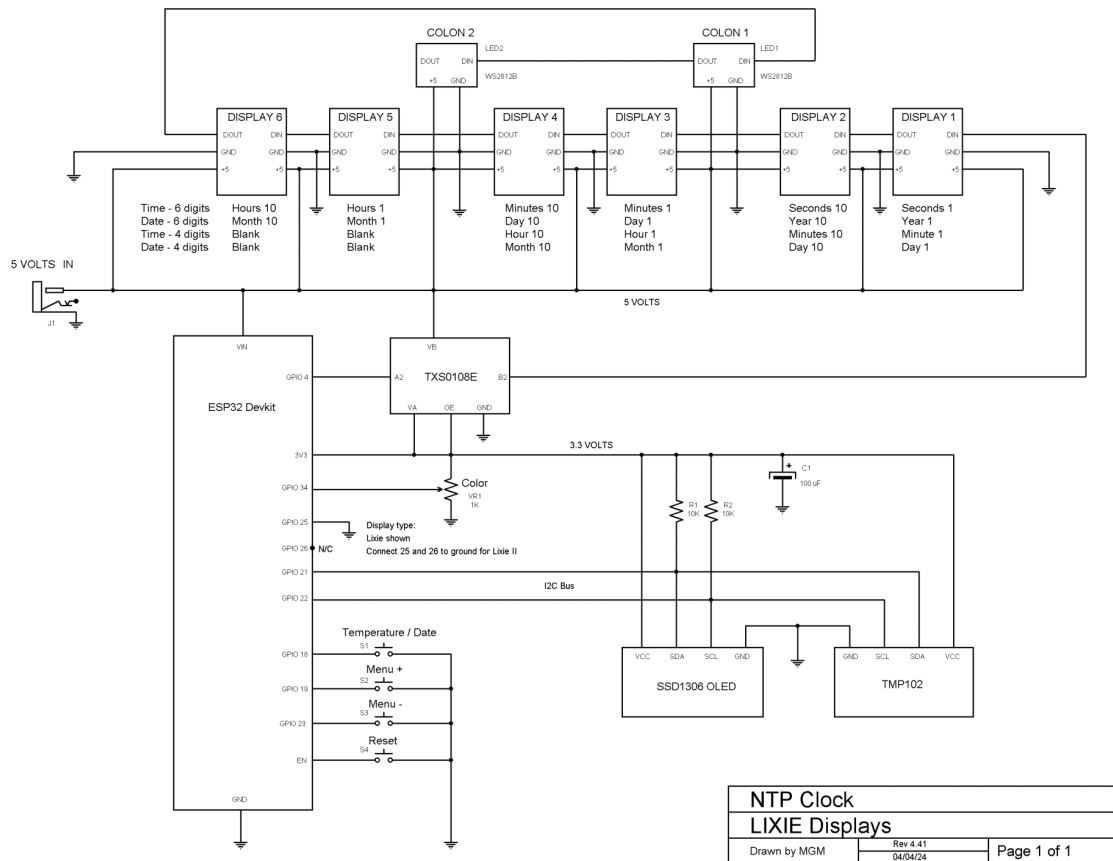 COLON 2
LED2
DOUT DIN
+5 GND
WS2812B
COLON 1
LED1
DOUT DIN
+5 GND
WS2812B
DISPLAY 6
DOUT DIN
GND GND
+5 +5
DISPLAY 5
DOUT DIN
GND GND
+5 +5
DISPLAY 4
DOUT DIN
GND GND
+5 +5
DISPLAY 3
DOUT DIN
GND GND
+5 +5
DISPLAY 2
DOUT DIN
GND GND
+5 +5
DISPLAY 1
DOUT DIN
GND GND
+5 +5
Time - 6 digits Hours 10 Hours 1 Minutes 10 Minutes 1 Seconds 10 Seconds 1
Date - 6 digits Month 10 Month 1 Day 10 Day 1 Year 10 Year 1
Time - 4 digits Blank Blank Hour 10 Hour 1 Minutes 10 Minute 1
Date - 4 digits Blank Blank Month 10 Month 1 Day 10 Day 1
5 VOLTS IN
J1
5 VOLTS
VIN
GPIO 4
ESP32 Devkit
3V3
GPIO 34
GPIO 25
GPIO 26
N/C
GPIO 21
GPIO 22
GPIO 18
GPIO 19
GPIO 23
EN
GND
VB
A2 TXS0108E B2
VA OE GND
3.3 VOLTS
Color
VR1
1K
Display type:
Lixie shown
Connect 25 and 26 to ground for Lixie II
R1
10K
R2
10K
+
C1
100 uF
I2C Bus
Temperature / Date
S1
Menu +
S2
Menu -
S3
Reset
S4
VCC SDA SCL GND
SSD1306 OLED
GND SCL SDA VCC
TMP102
NTP Clock
LIXIE Displays
Drawn by MGM
Rev 4.41
04/04/24
Page 1 of 1